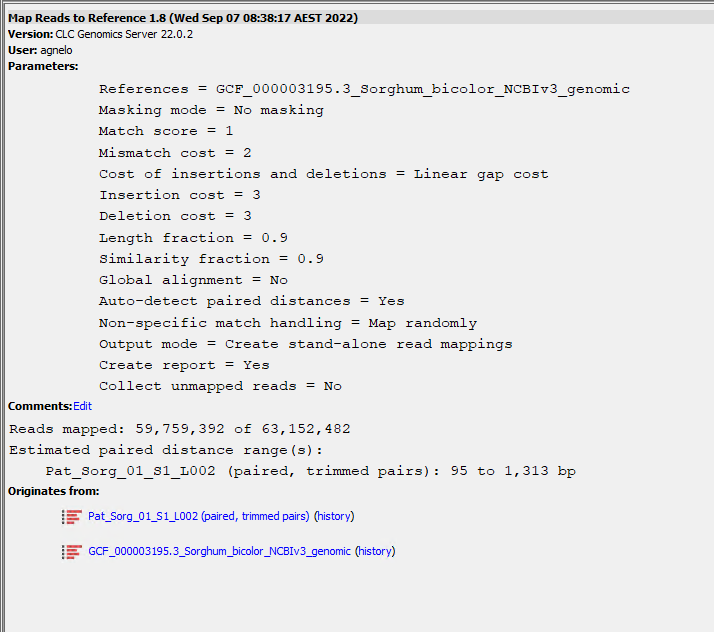 Map Reads to Reference 1.8 (Wed Sep 07 08:38:17 AEST 2022)
Version: CLC Genomics Server 22.0.2
User: agnelo
Parameters:
References = GCF_000003195.3_Sorghum_bicolor_NCBIv3_genomic
Masking mode = No masking
Match score = 1
Mismatch cost = 2
Cost of insertions and deletions = Linear gap cost
Insertion cost = 3
Deletion cost = 3
Length fraction = 0.9
Similarity fraction = 0.9
Global alignment = No
Auto-detect paired distances = Yes
Non-specific match handling = Map randomly
Output mode = Create stand-alone read mappings
Create report = Yes
Collect unmapped reads = No
Comments:Edit
Reads mapped: 59,759,392 of 63,152,482
Estimated paired distance range(s):
Pat_Sorg_01_S1_L002 (paired, trimmed pairs): 95 to 1,313 bp
Originates from:
Pat_Sorg_01_S1_L002 (paired, trimmed pairs) (history)
GCF_000003195.3_Sorghum_bicolor_NCBIv3_genomic (history)